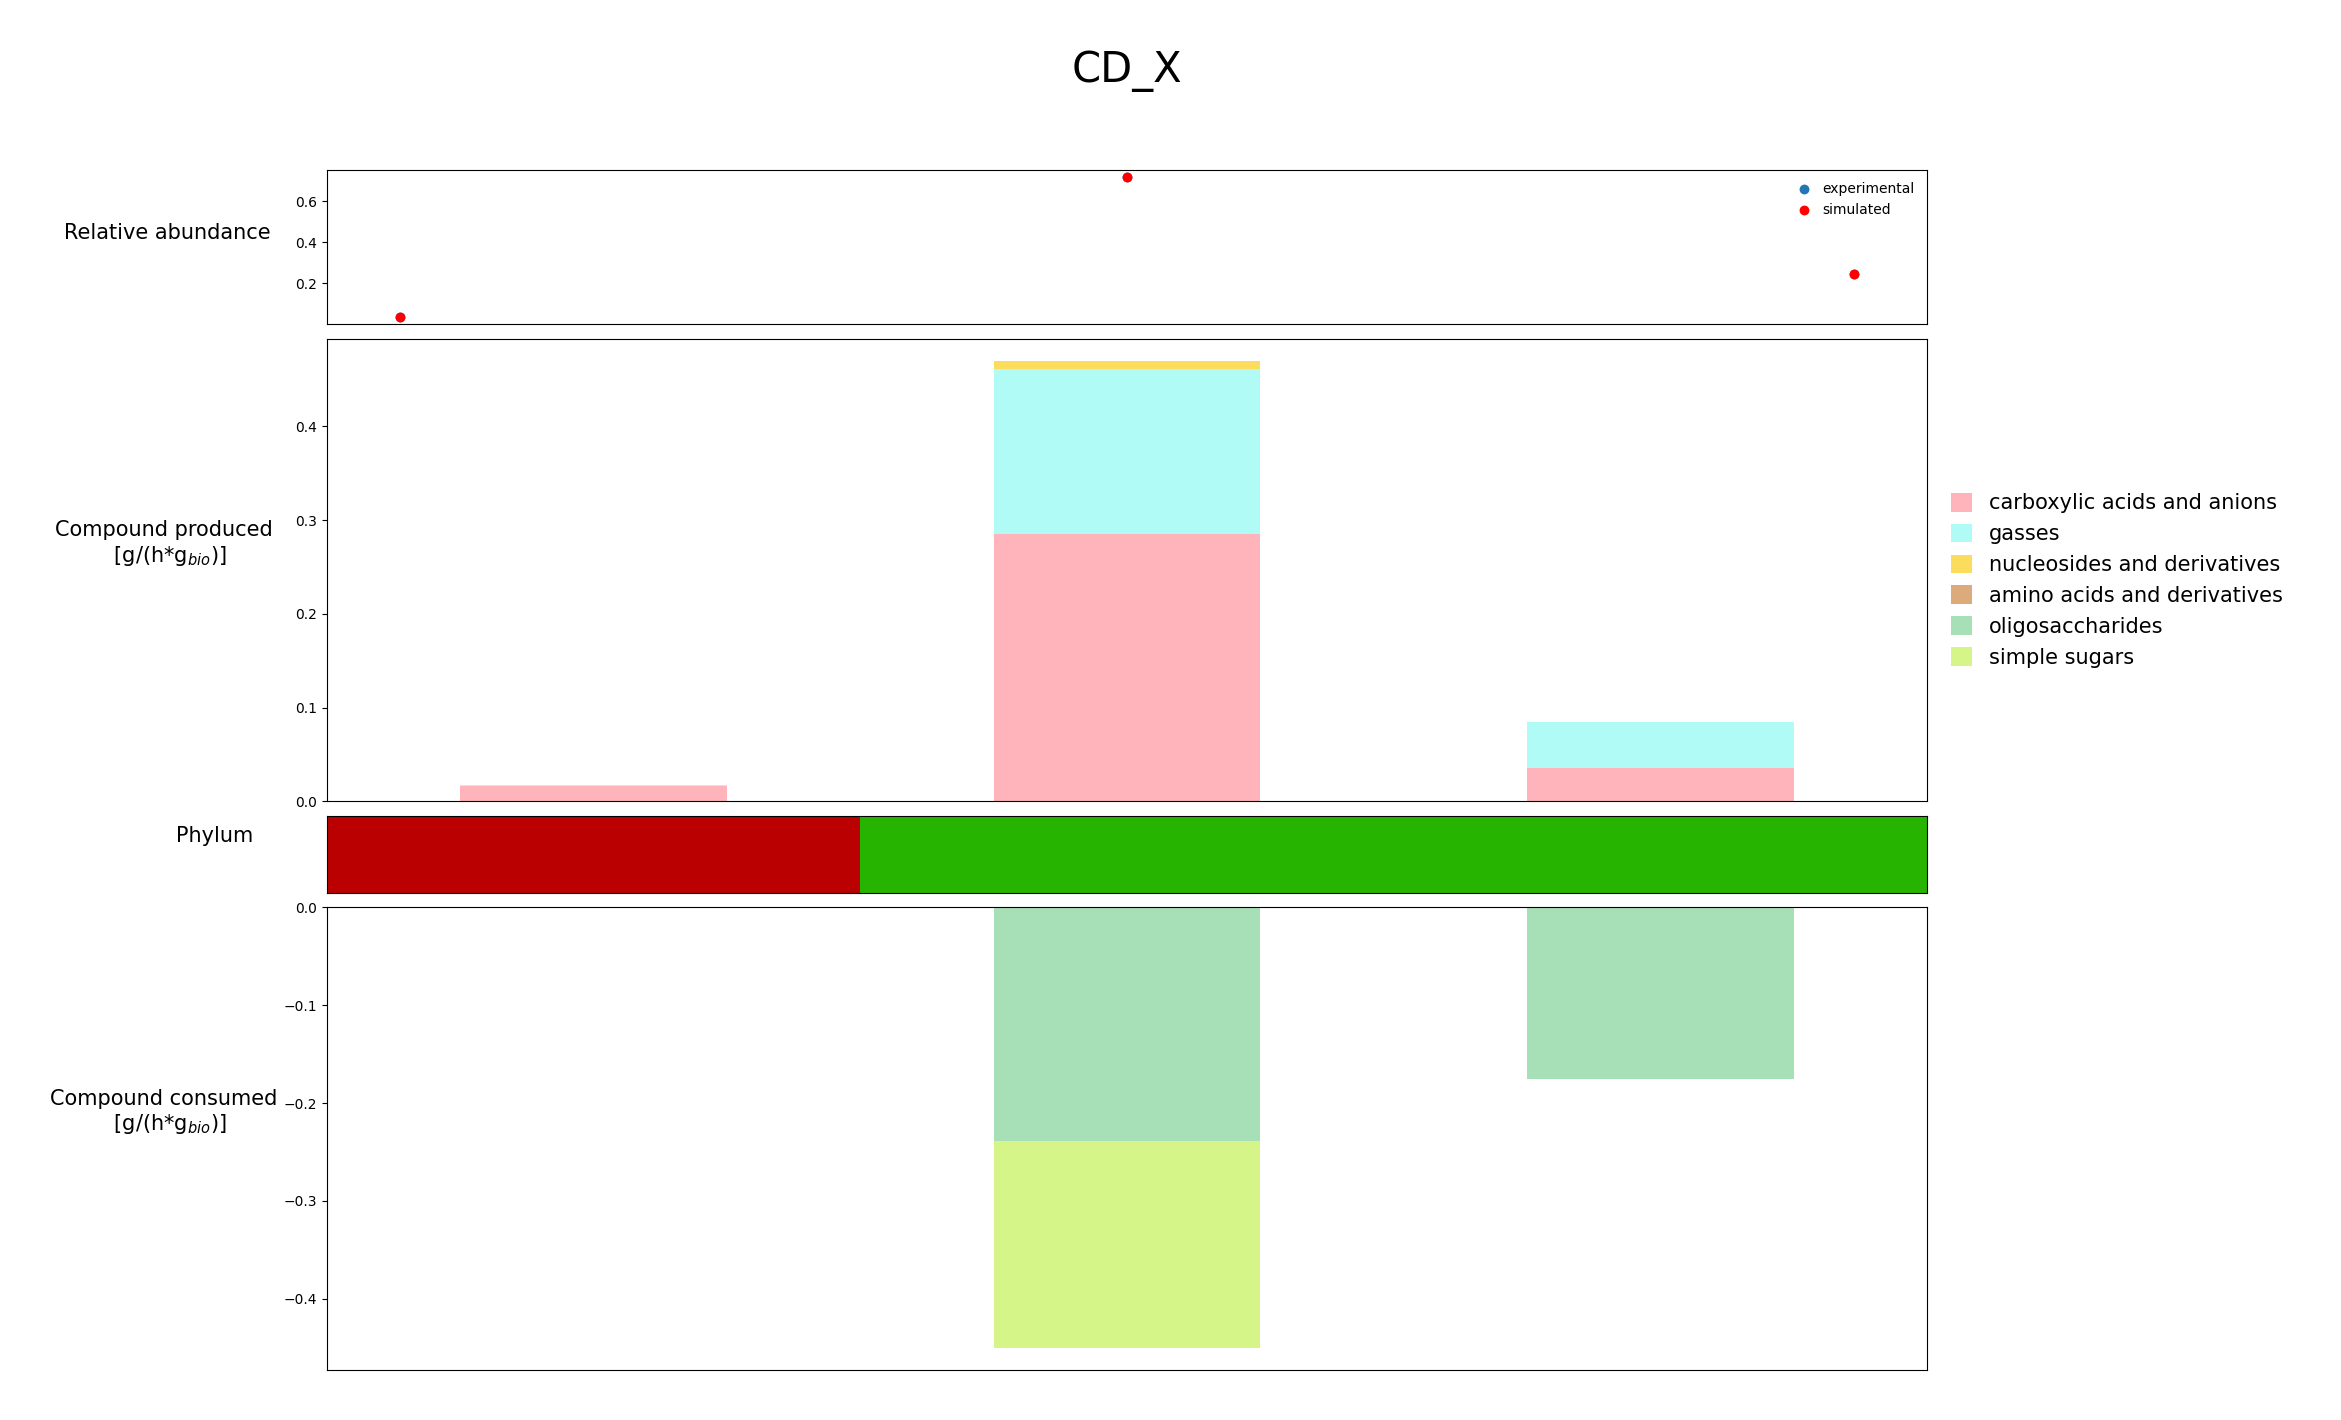 CD_X
Relative abundance
0.6
0.4
0.2
experimental
simulated
Compound produced
[g/(h*g_bio)]
0.4
0.3
0.2
0.1
0.0
carboxylic acids and anions
gasses
nucleosides and derivatives
amino acids and derivatives
oligosaccharides
simple sugars
Phylum
Compound consumed
[g/(h*g_bio)]
0.0
−0.1
−0.2
−0.3
−0.4